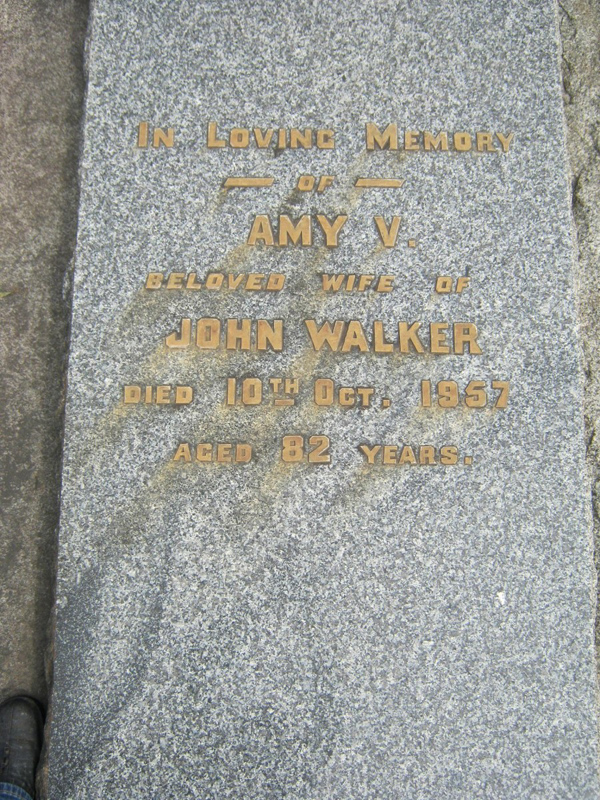 IN LOVING MEMORY
— OF —
AMY V.
BELOVED WIFE OF
JOHN WALKER
DIED 10TH OCT. 1957
AGED 82 YEARS.